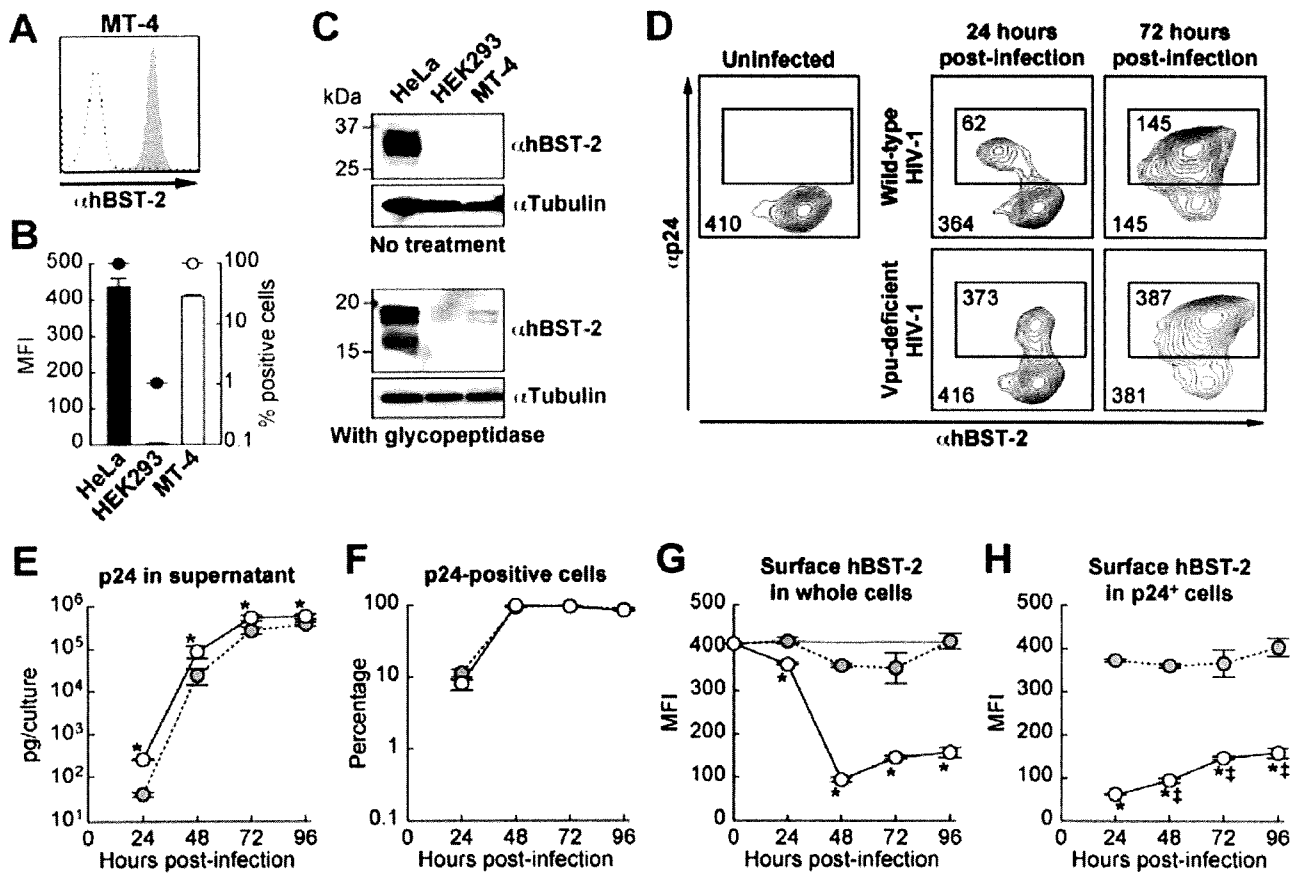 A
MT-4
αhBST-2
B
MFI
500
400
300
200
100
0
100
10
1
0.1
% positive cells
HeLa
HEK293
MT-4
C
kDa
HeLa
HEK293
MT-4
37
25
αhBST-2
αTubulin
No treatment
20
15
αhBST-2
αTubulin
With glycopeptidase
D
Uninfected
24 hours
post-infection
72 hours
post-infection
αp24
410
Wild-type
HIV-1
62
364
145
145
Vpu-deficient
HIV-1
373
416
387
381
αhBST-2
E
p24 in supernatant
pg/culture
10⁶
10⁵
10⁴
10³
10²
10¹
* * * *
0 24 48 72 96
Hours post-infection
F
p24-positive cells
Percentage
100
10
1
0.1
0 24 48 72 96
Hours post-infection
G
Surface hBST-2
in whole cells
MFI
500
400
300
200
100
0
* * * *
0 24 48 72 96
Hours post-infection
H
Surface hBST-2
in p24⁺ cells
MFI
500
400
300
200
100
0
* *‡ *‡ *‡
0 24 48 72 96
Hours post-infection